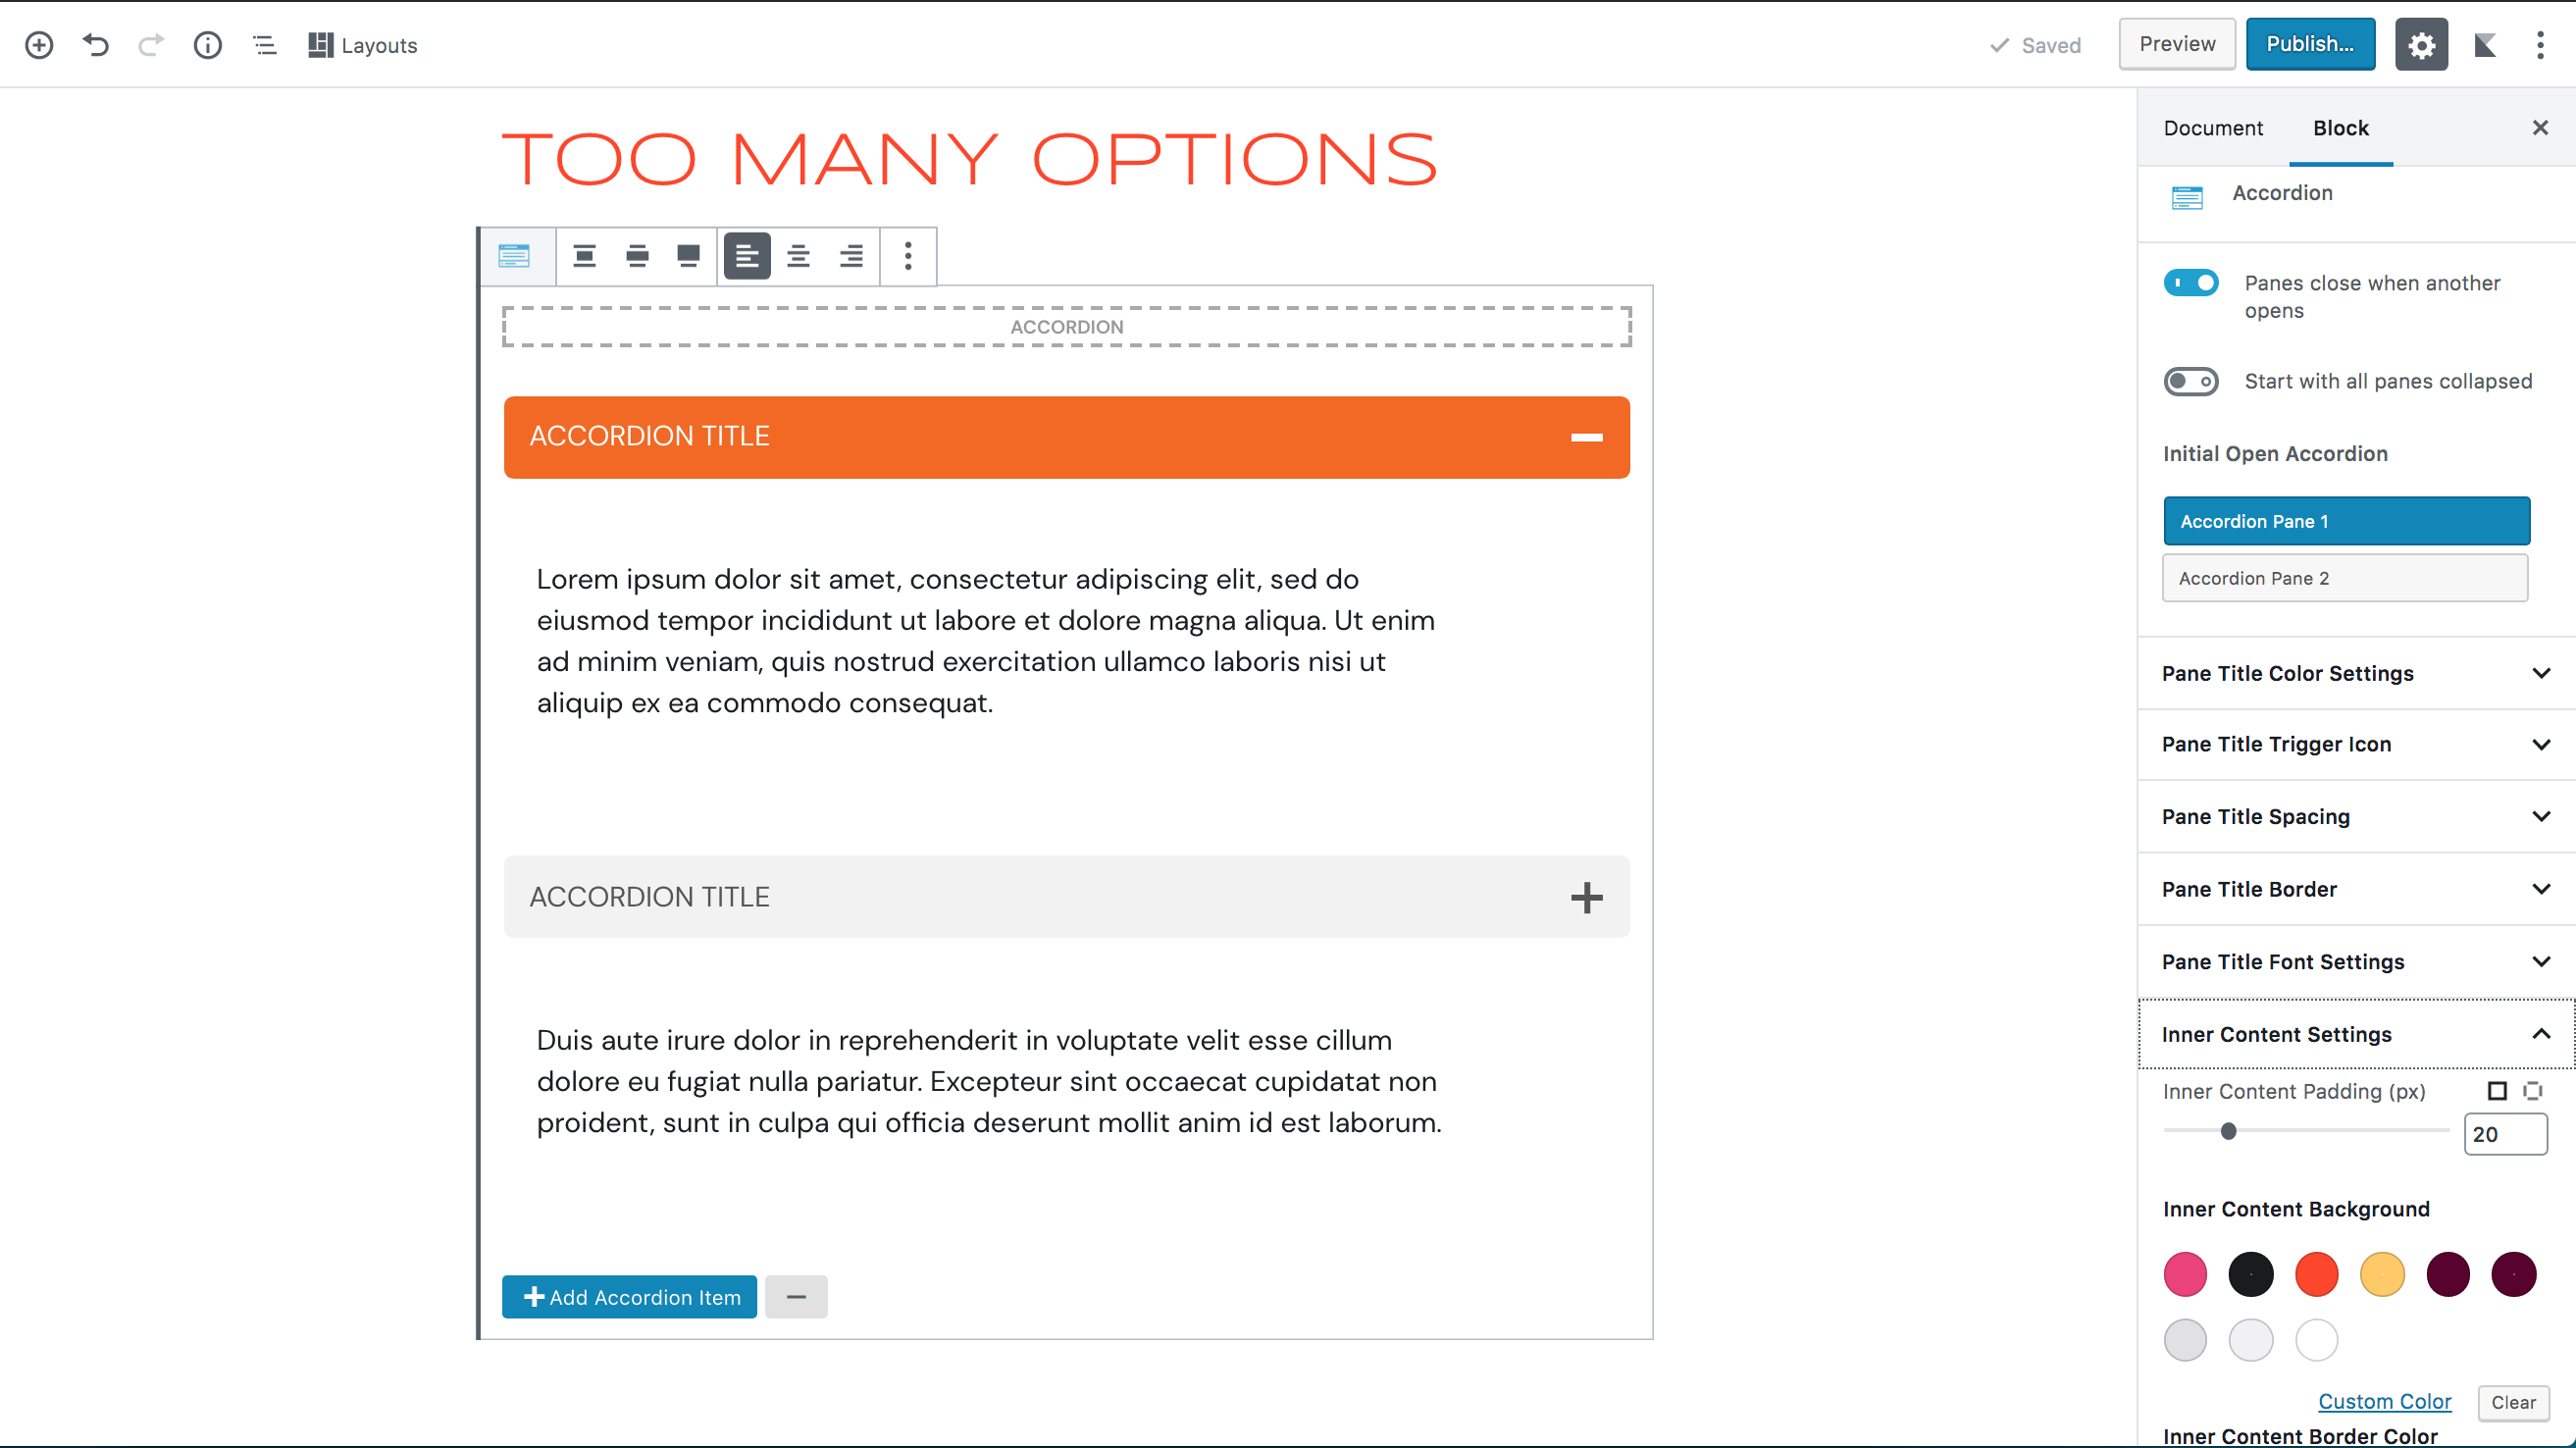 Layouts
Saved
Preview
Publish...
TOO MANY OPTIONS
ACCORDION
ACCORDION TITLE
Lorem ipsum dolor sit amet, consectetur adipiscing elit, sed do
eiusmod tempor incididunt ut labore et dolore magna aliqua. Ut enim
ad minim veniam, quis nostrud exercitation ullamco laboris nisi ut
aliquip ex ea commodo consequat.
ACCORDION TITLE
Duis aute irure dolor in reprehenderit in voluptate velit esse cillum
dolore eu fugiat nulla pariatur. Excepteur sint occaecat cupidatat non
proident, sunt in culpa qui officia deserunt mollit anim id est laborum.
Add Accordion Item
Document
Block
Accordion
Panes close when another
opens
Start with all panes collapsed
Initial Open Accordion
Accordion Pane 1
Accordion Pane 2
Pane Title Color Settings
Pane Title Trigger Icon
Pane Title Spacing
Pane Title Border
Pane Title Font Settings
Inner Content Settings
Inner Content Padding (px)
20
Inner Content Background
Custom Color
Clear
Inner Content Border Color